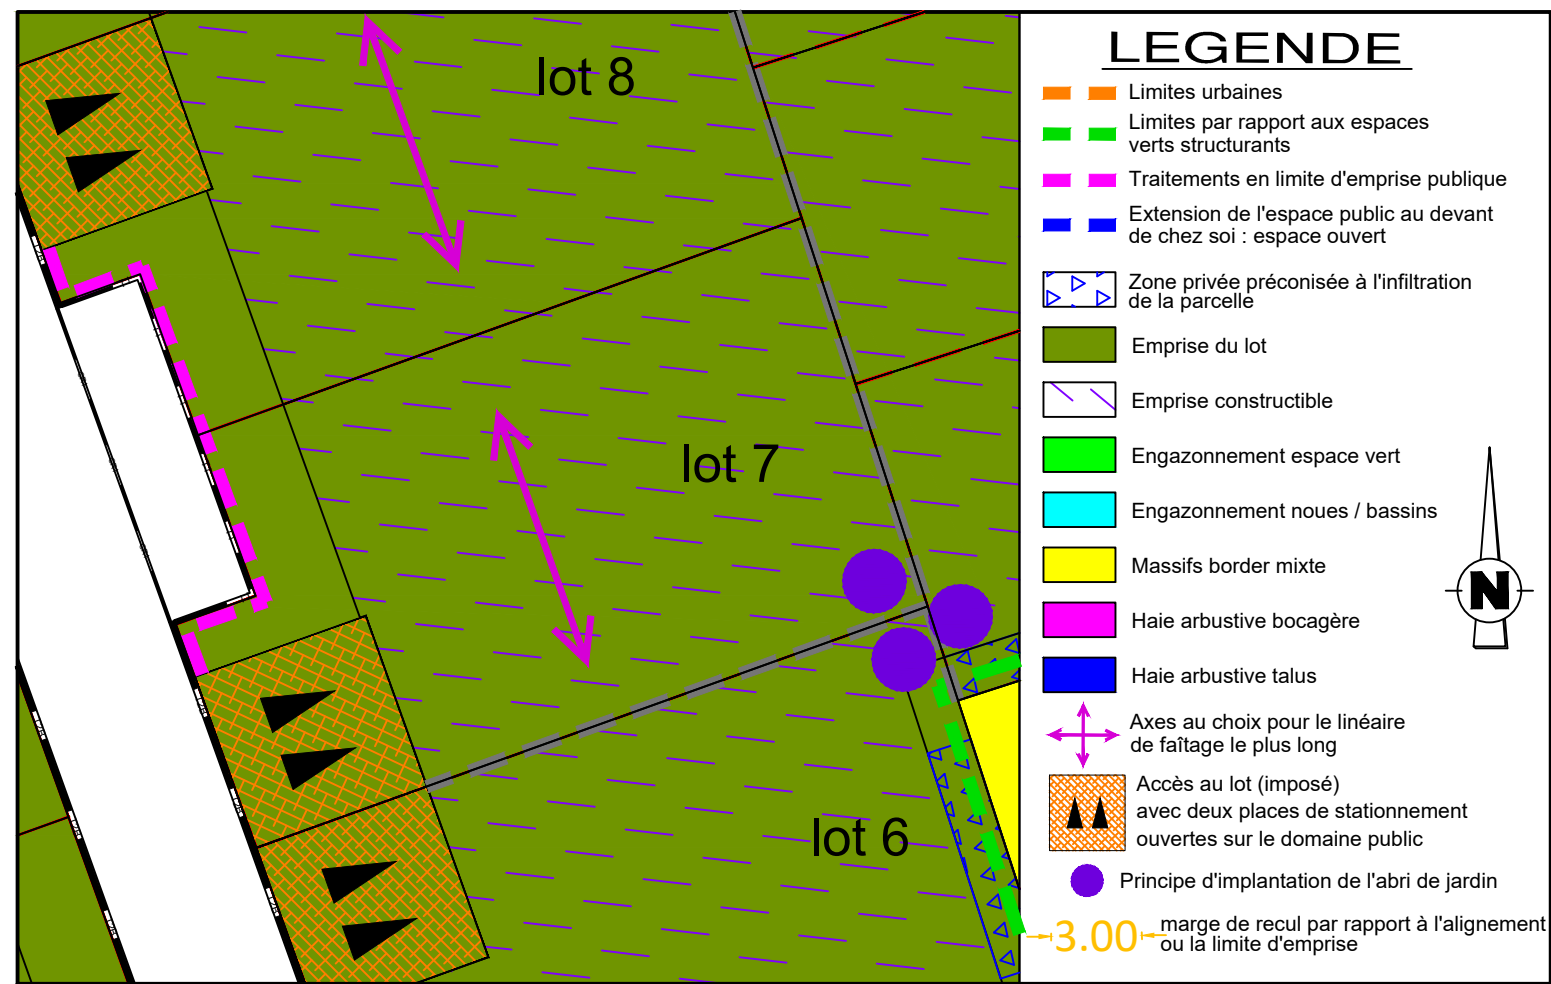 lot 8
lot 7
lot 6
LEGENDE
Limites urbaines
Limites par rapport aux espaces
verts structurants
Traitements en limite d'emprise publique
Extension de l'espace public au devant
de chez soi : espace ouvert
Zone privée préconisée à l'infiltration
de la parcelle
Emprise du lot
Emprise constructible
Engazonnement espace vert
Engazonnement noues / bassins
Massifs border mixte
Haie arbustive bocagère
Haie arbustive talus
Axes au choix pour le linéaire
de faîtage le plus long
Accès au lot (imposé)
avec deux places de stationnement
ouvertes sur le domaine public
Principe d'implantation de l'abri de jardin
3.00
marge de recul par rapport à l'alignement
ou la limite d'emprise
N